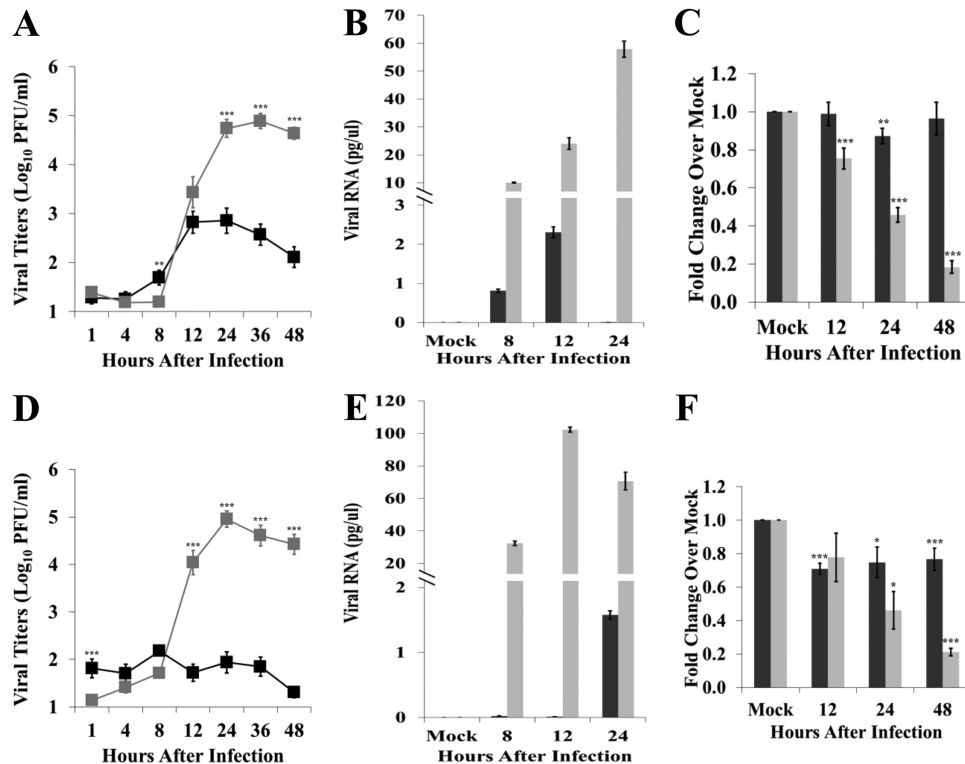 A
Viral Titers (Log10 PFU/ml)
6
5
4
3
2
1
**
***
***
***
1 4 8 12 24 36 48
Hours After Infection
B
Viral RNA (pg/ul)
70
60
50
40
30
20
10
3
2
1
0
Mock 8 12 24
Hours After Infection
C
Fold Change Over Mock
1.0
0.8
0.6
0.4
0.2
0.0
***
**
***
***
Mock 12 24 48
Hours After Infection
D
Viral Titers (Log10 PFU/ml)
6
5
4
3
2
1
***
***
***
***
***
1 4 8 12 24 36 48
Hours After Infection
E
Viral RNA (pg/ul)
120
100
80
60
40
20
2
1
0
Mock 8 12 24
Hours After Infection
F
Fold Change Over Mock
1.2
1.0
0.8
0.6
0.4
0.2
0.0
***
*
*
***
***
Mock 12 24 48
Hours After Infection